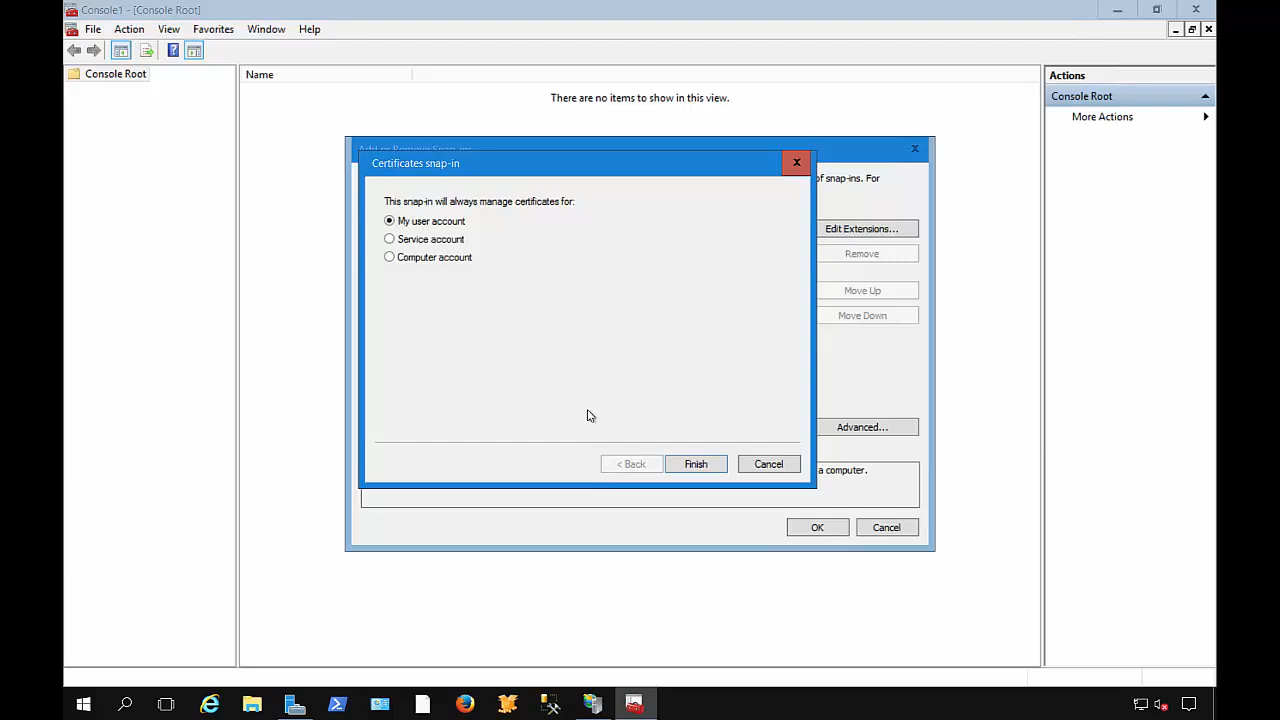 Console1 - [Console Root]
File Action View Favorites Window Help
Console Root
Name
There are no items to show in this view.
Actions
Console Root
More Actions
Certificates snap-in
This snap-in will always manage certificates for:
My user account
Service account
Computer account
< Back
Finish
Cancel
of snap-ins. For
Edit Extensions...
Remove
Move Up
Move Down
Advanced...
a computer.
OK
Cancel